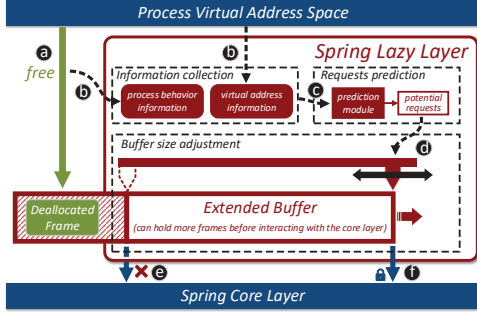 Process Virtual Address Space
a
b
Spring Lazy Layer
free
b
Information collection
Requests prediction
process behavior
information
virtual address
information
c
prediction
module
potential
requests
Buffer size adjustment
d
Deallocated
Frame
Extended Buffer
(can hold more frames before interacting with the core layer)
e
f
Spring Core Layer